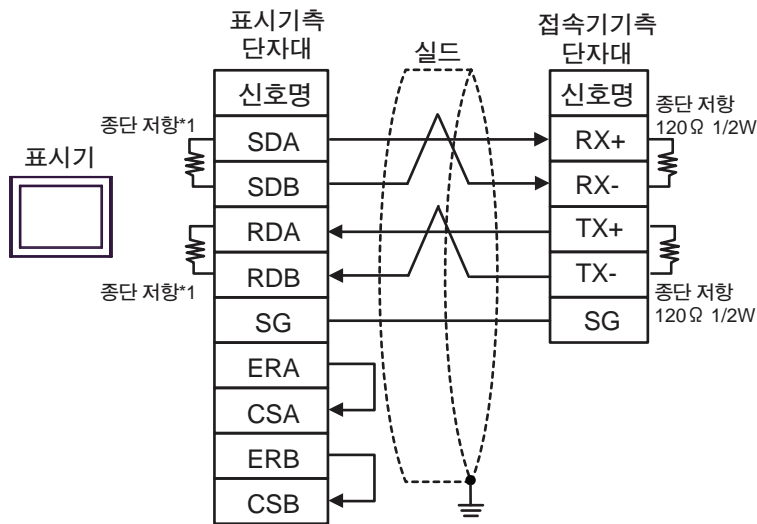 표시기측
단자대
실드
접속기기측
단자대
표시기
종단 저항*1
종단 저항*1
신호명
SDA
SDB
RDA
RDB
SG
ERA
CSA
ERB
CSB
신호명
RX+
RX-
TX+
TX-
SG
종단 저항
120Ω 1/2W
종단 저항
120Ω 1/2W